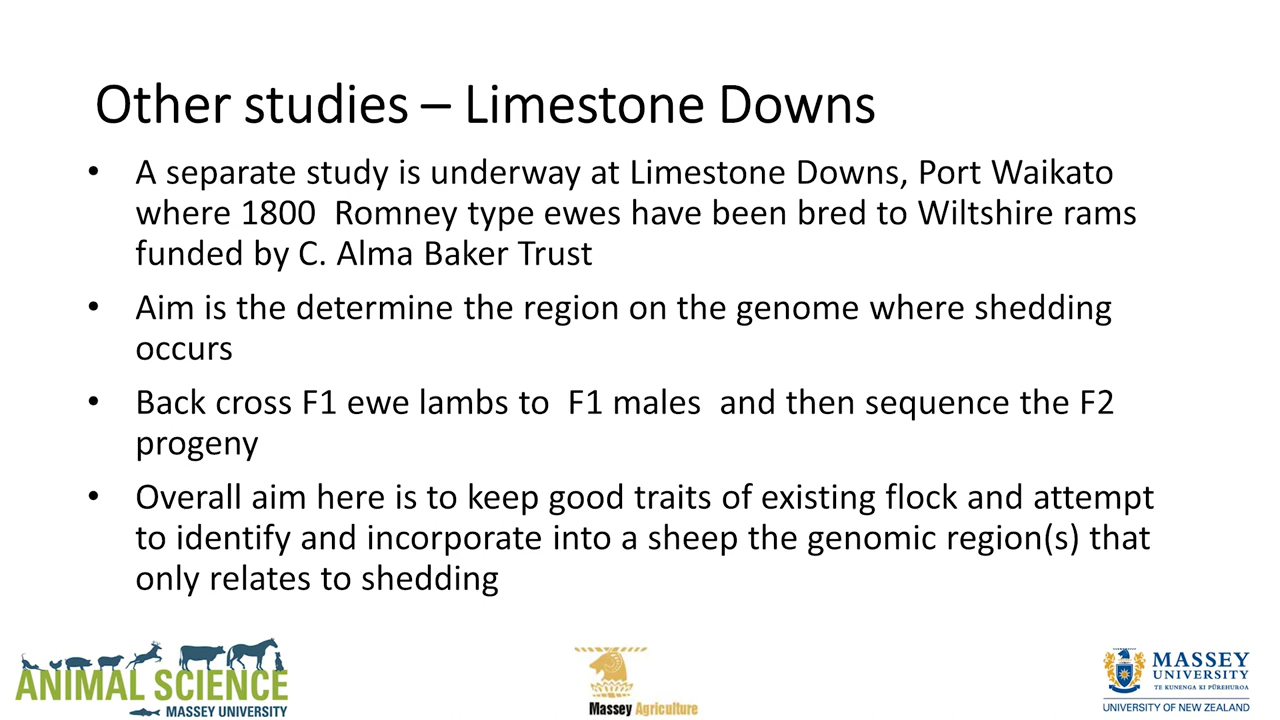 Other studies – Limestone Downs
• A separate study is underway at Limestone Downs, Port Waikato
where 1800  Romney type ewes have been bred to Wiltshire rams
funded by C. Alma Baker Trust
• Aim is the determine the region on the genome where shedding
occurs
• Back cross F1 ewe lambs to  F1 males  and then sequence the F2
progeny
• Overall aim here is to keep good traits of existing flock and attempt
to identify and incorporate into a sheep the genomic region(s) that
only relates to shedding
ANIMAL SCIENCE
MASSEY UNIVERSITY
Massey Agriculture
MASSEY
UNIVERSITY
TE KUNENGA KI PŪREHUROA
UNIVERSITY OF NEW ZEALAND